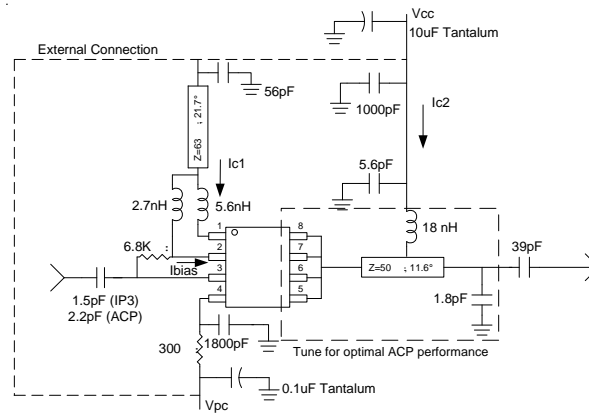 Vcc
10uF Tantalum
External Connection
56pF
1000pF
Ic2
Z=63 ; 21.7°
Ic1
5.6pF
2.7nH
5.6nH
18 nH
1
2
3
4
8
7
6
5
6.8K
Ibias
39pF
Z=50 ; 11.6°
1.5pF (IP3)
2.2pF (ACP)
1.8pF
300
1800pF
Tune for optimal ACP performance
0.1uF Tantalum
Vpc